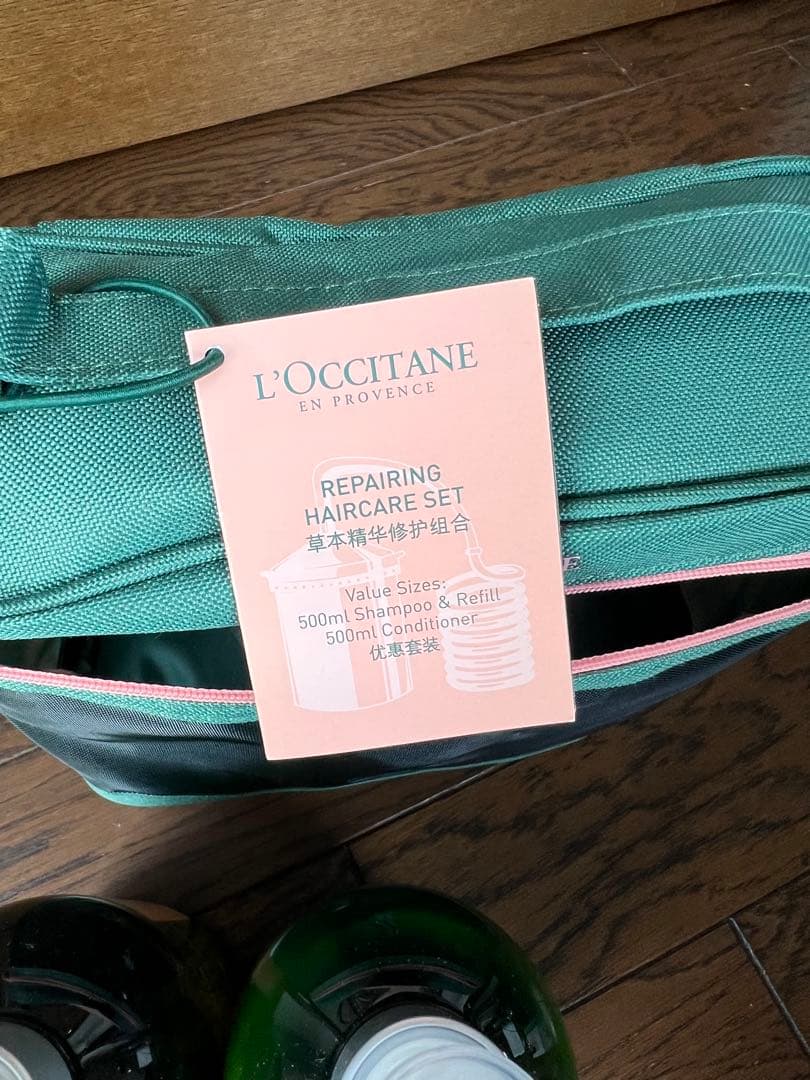 L'OCCITANE
EN PROVENCE
REPAIRING
HAIRCARE SET
草本精华修护组合
Value Sizes:
500ml Shampoo & Refill
500ml Conditioner
优惠套装